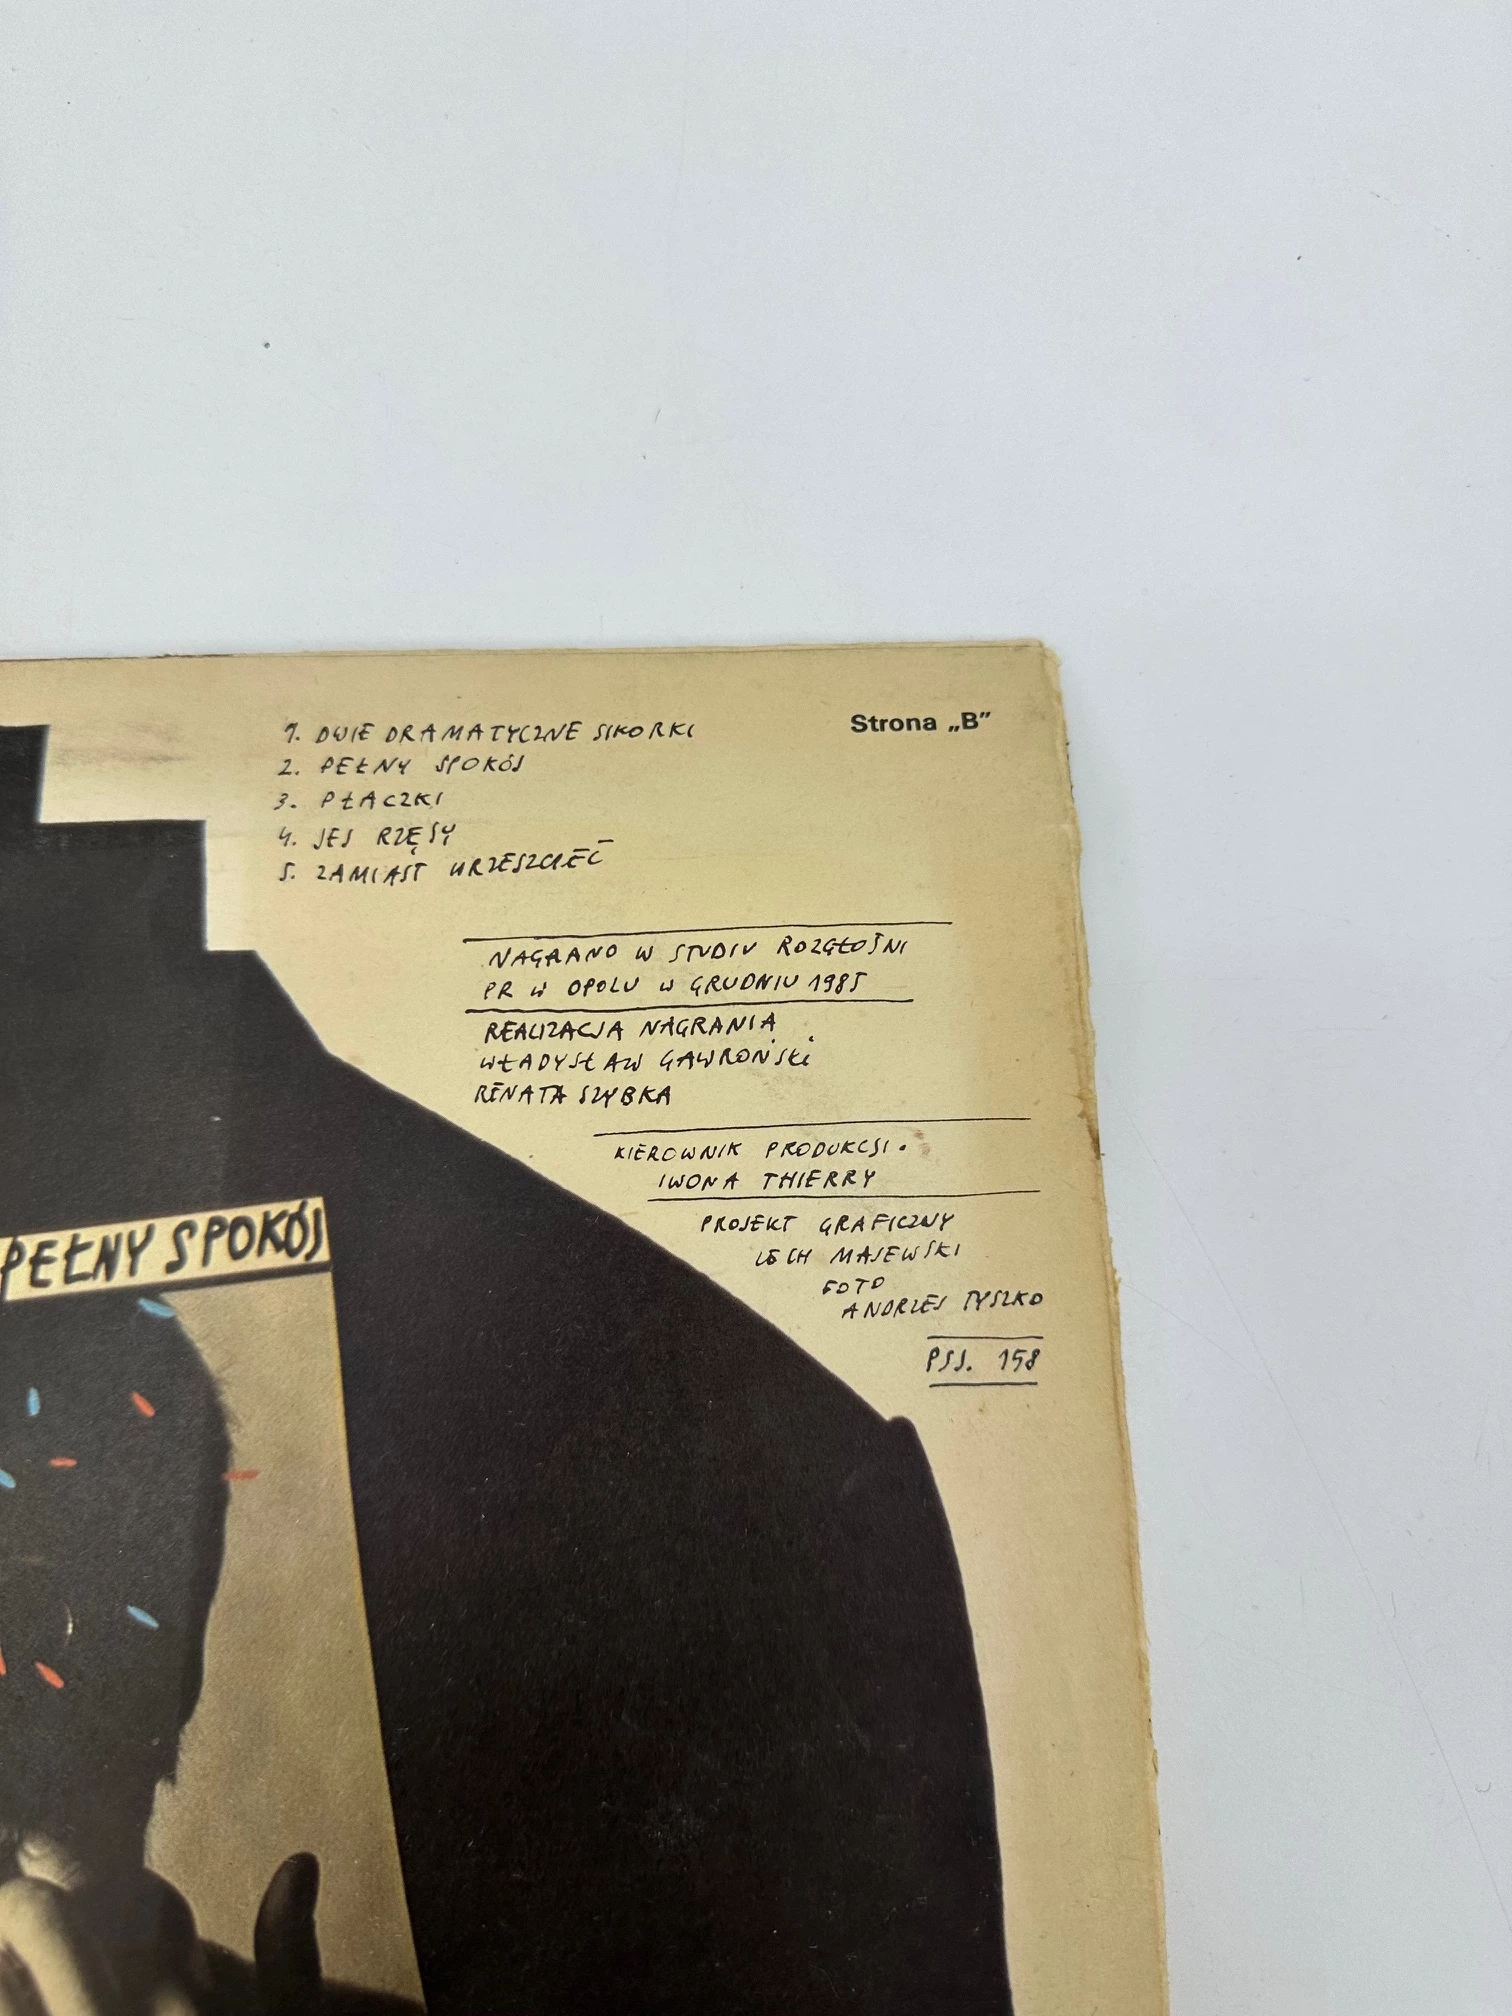 1. DWIE DRAMATYCZNE SIKORKI
2. PEŁNY SPOKÓJ
3. PŁACZKI
4. JEJ RZĘSY
5. ZAMIAST WRZESZCZEĆ
Strona „B”
NAGRANO W STUDIU ROZGŁOŚNI
PR W OPOLU W GRUDNIU 1985
REALIZACJA NAGRANIA
WŁADYSŁAW GAWROŃSKI
RENATA SZYBKA
KIEROWNIK PRODUKCJI.
IWONA THIERRY
PROJEKT GRAFICZNY
LECH MAJEWSKI
FOTO
ANDRZEJ TYSZKO
PSJ. 158
PEŁNY SPOKÓJ